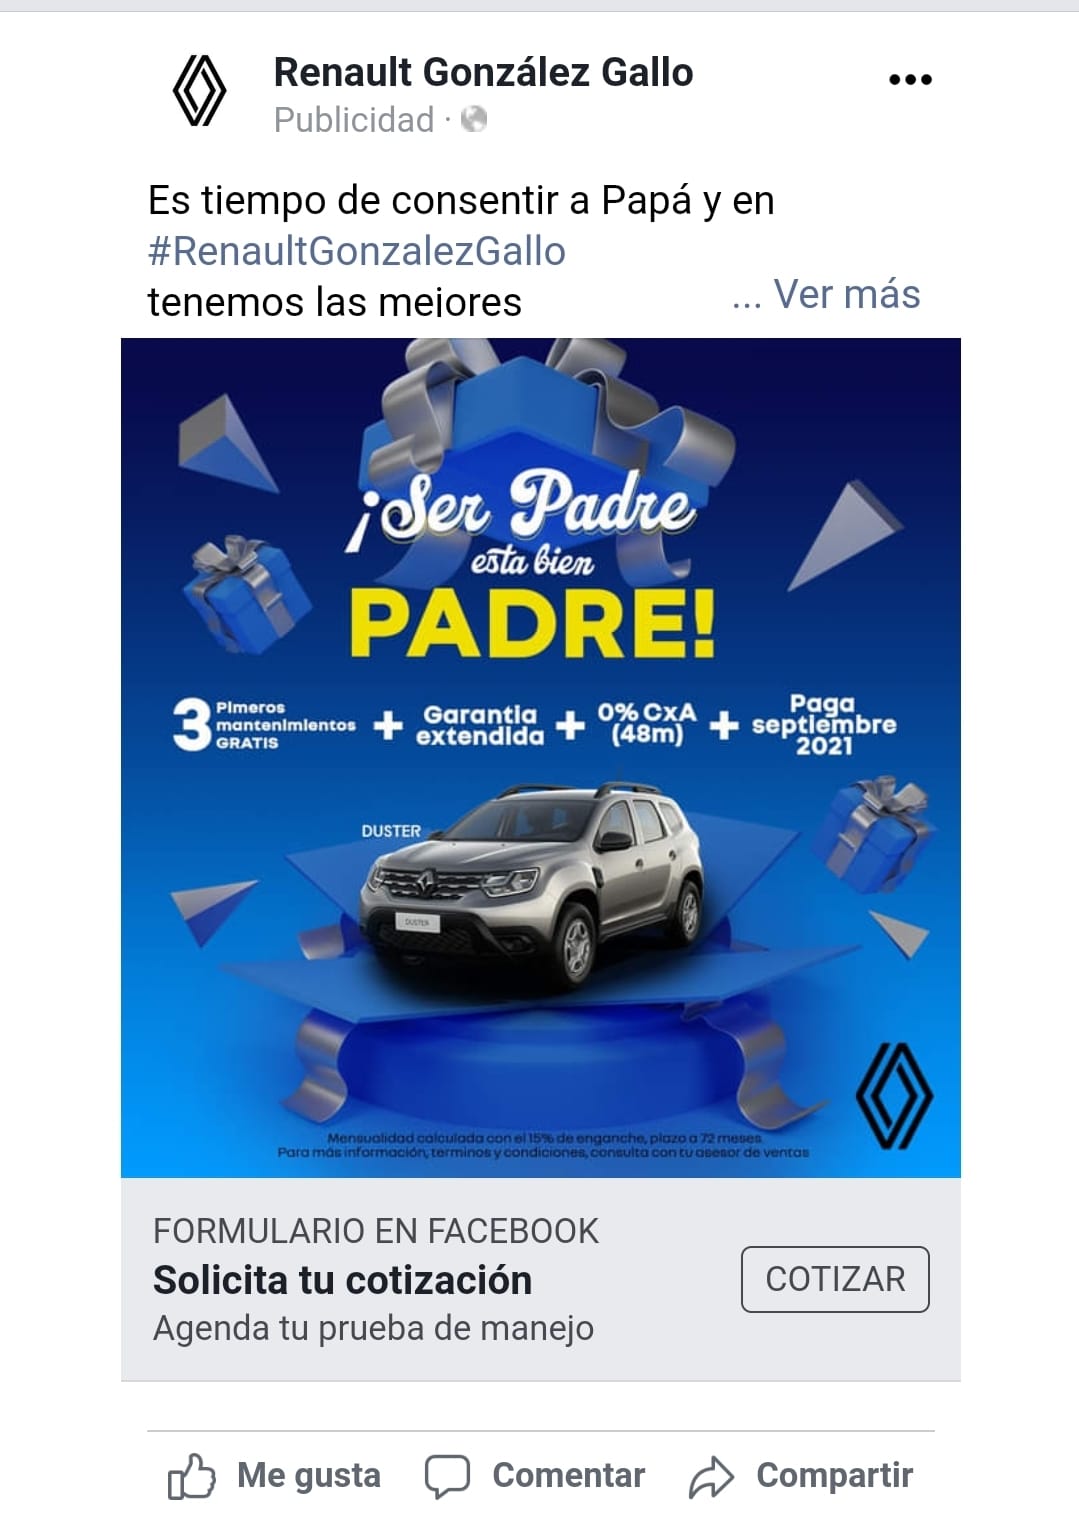 Renault González Gallo
Publicidad ·
Es tiempo de consentir a Papá y en
#RenaultGonzalezGallo
tenemos las mejores
... Ver más
¡Ser Padre
esta bien
PADRE!
3 Pimeros
mantenimientos
GRATIS
+
Garantia
extendida
+
0% CxA
(48m)
+
Paga
septiembre
2021
DUSTER
DUSTER
Mensualidad calculada con el 15% de enganche, plazo a 72 meses.
Para más información, terminos y condiciones, consulta con tu asesor de ventas
FORMULARIO EN FACEBOOK
Solicita tu cotización
Agenda tu prueba de manejo
COTIZAR
Me gusta
Comentar
Compartir